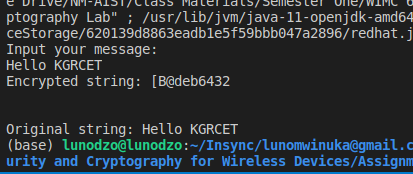 e Drive/NM-AIST/Class Materials/Semester One/WiMC 6
ptography Lab" ; /usr/lib/jvm/java-11-openjdk-amd64
ceStorage/620139d8863eadb1e5f59bbb047a2896/redhat.j
Input your message:
Hello KGRCET
Encrypted string: [B@deb6432
Original string: Hello KGRCET
(base) lunodzo@lunodzo:~/Insync/lunomwinuka@gmail.c
urity and Cryptography for Wireless Devices/Assignm